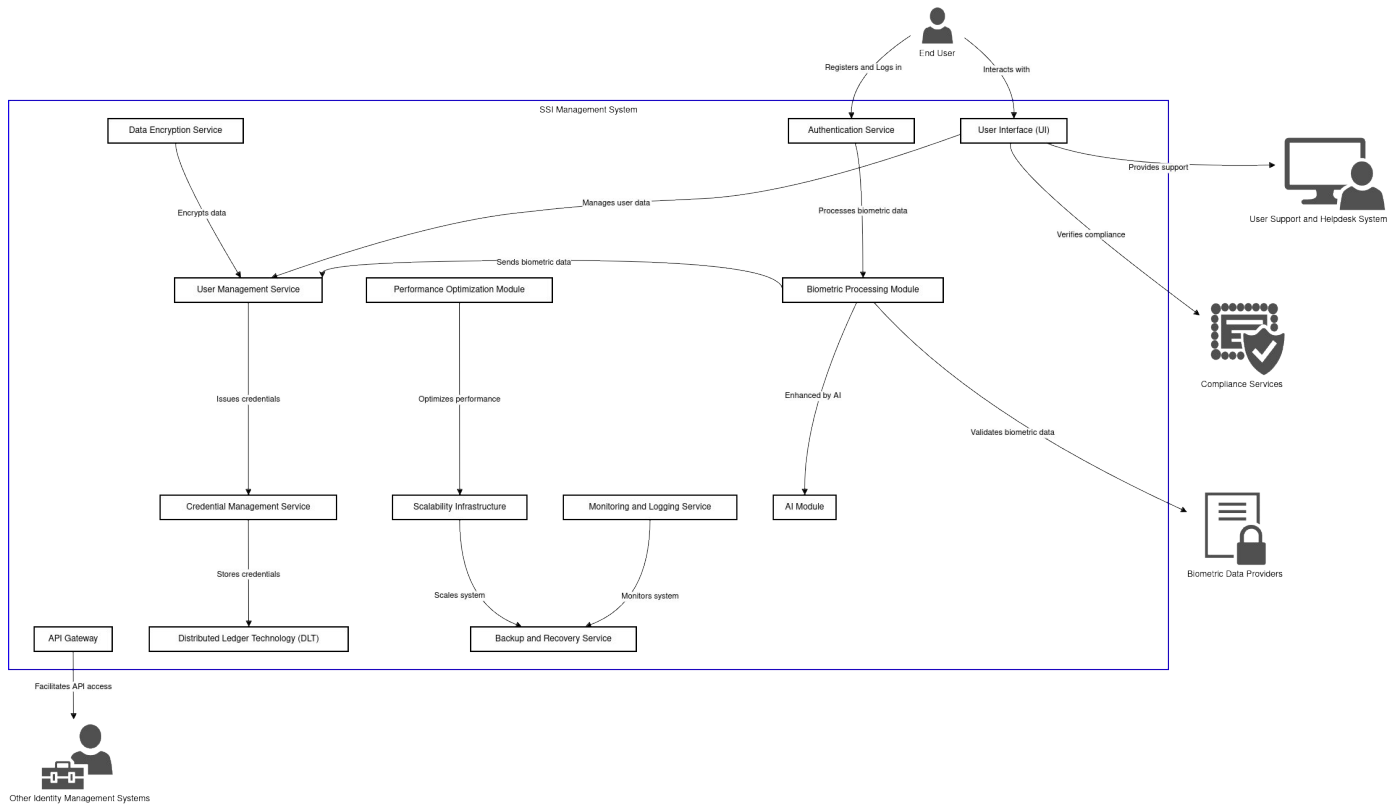 End User
Registers and Logs in
Interacts with
SSI Management System
Data Encryption Service
Authentication Service
User Interface (UI)
Provides support
User Support and Helpdesk System
Encrypts data
Manages user data
Processes biometric data
Verifies compliance
Sends biometric data
User Management Service
Performance Optimization Module
Biometric Processing Module
Compliance Services
Issues credentials
Optimizes performance
Enhanced by AI
Validates biometric data
Credential Management Service
Scalability Infrastructure
Monitoring and Logging Service
AI Module
Biometric Data Providers
Stores credentials
Scales system
Monitors system
API Gateway
Distributed Ledger Technology (DLT)
Backup and Recovery Service
Facilitates API access
Other Identity Management Systems